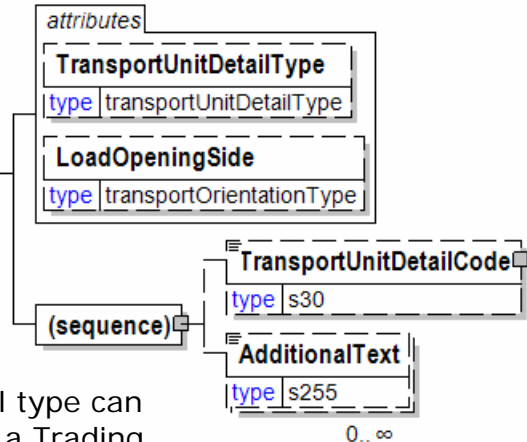 attributes
TransportUnitDetailType
type transportUnitDetailType
LoadOpeningSide
type transportOrientationType
TransportUnitDetailCode
type s30
(sequence)
AdditionalText
type s255
0..∞
l type can
a Trading